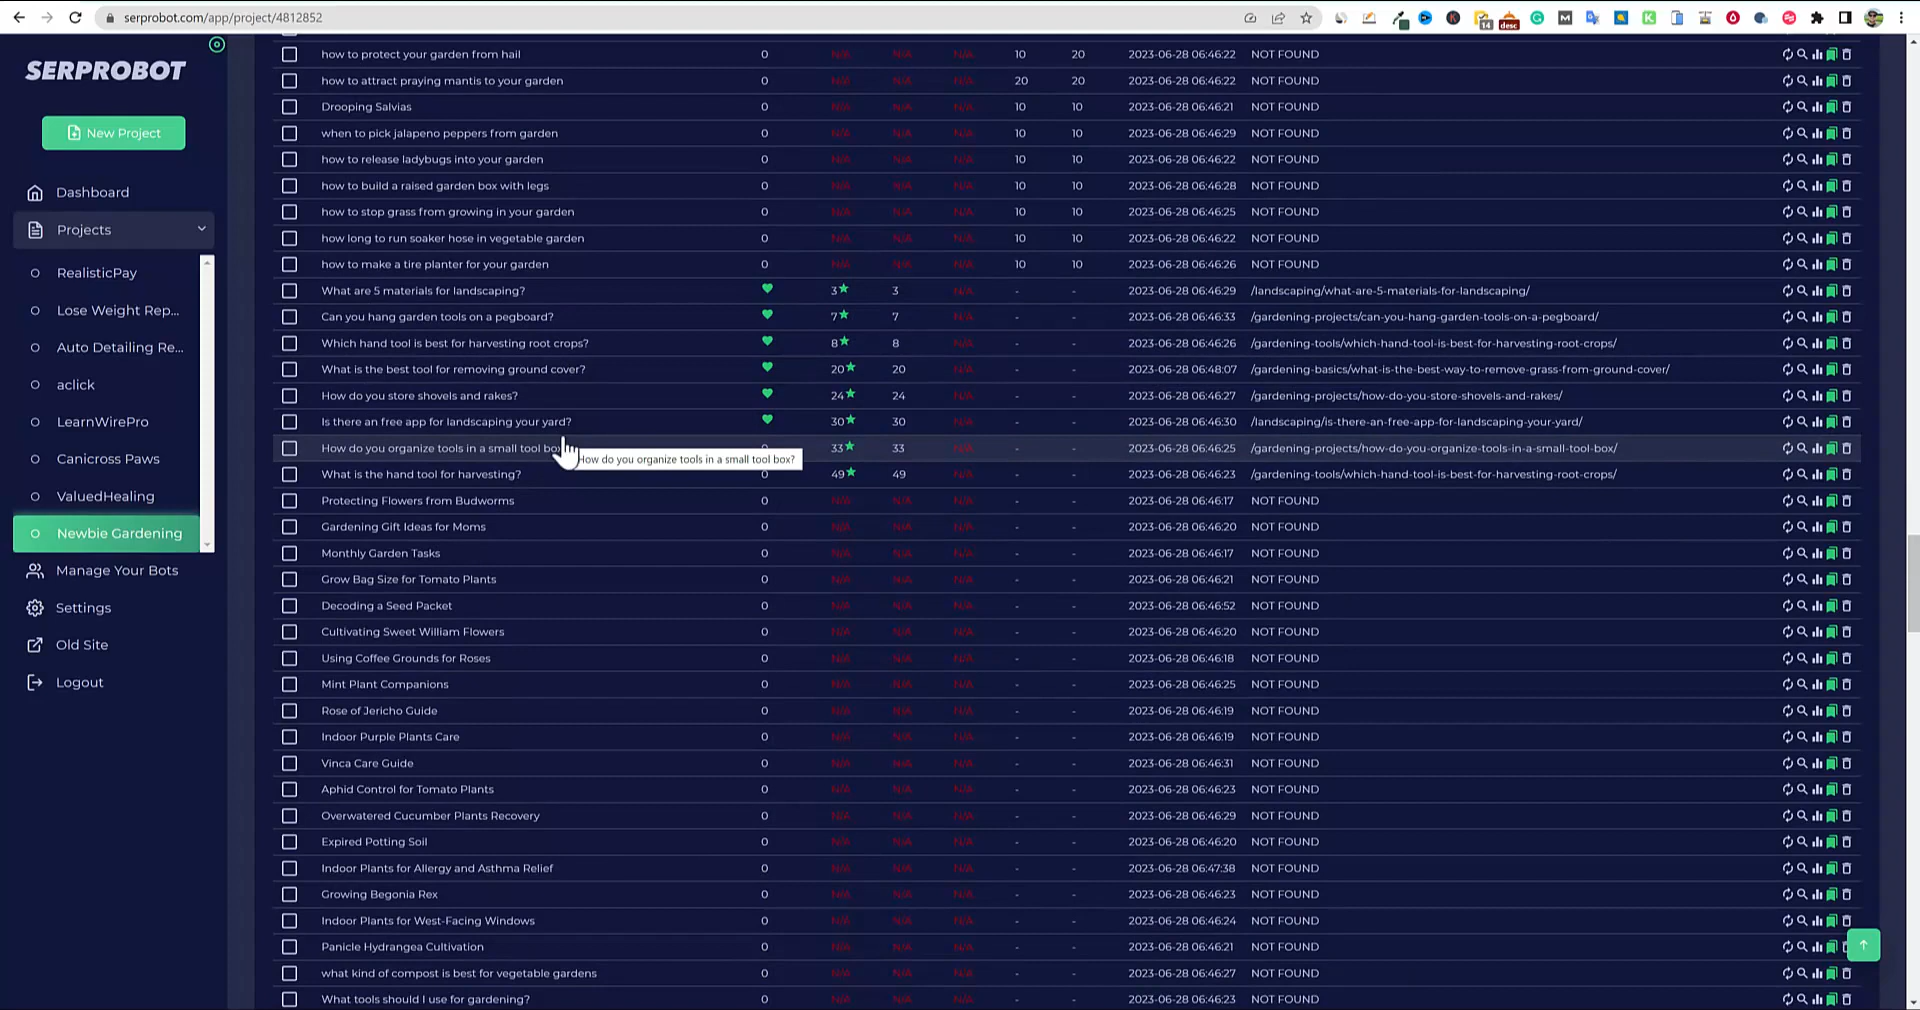 serprobot.com/app/project/4812852
14
desc
SERPROBOT
New Project
Dashboard
Projects
RealisticPay
Lose Weight Rep...
Auto Detailing Re...
aclick
LearnWirePro
Canicross Paws
ValuedHealing
Newbie Gardening
Manage Your Bots
Settings
Old Site
Logout
how to protect your garden from hail 0 N/A N/A N/A 10 20 2023-06-28 06:46:22 NOT FOUND
how to attract praying mantis to your garden 0 N/A N/A N/A 20 20 2023-06-28 06:46:22 NOT FOUND
Drooping Salvias 0 N/A N/A N/A 10 10 2023-06-28 06:46:21 NOT FOUND
when to pick jalapeno peppers from garden 0 N/A N/A N/A 10 10 2023-06-28 06:46:29 NOT FOUND
how to release ladybugs into your garden 0 N/A N/A N/A 10 10 2023-06-28 06:46:22 NOT FOUND
how to build a raised garden box with legs 0 N/A N/A N/A 10 10 2023-06-28 06:46:28 NOT FOUND
how to stop grass from growing in your garden 0 N/A N/A N/A 10 10 2023-06-28 06:46:25 NOT FOUND
how long to run soaker hose in vegetable garden 0 N/A N/A N/A 10 10 2023-06-28 06:46:22 NOT FOUND
how to make a tire planter for your garden 0 N/A N/A N/A 10 10 2023-06-28 06:46:26 NOT FOUND
What are 5 materials for landscaping? 3 3 N/A - - 2023-06-28 06:46:29 /landscaping/what-are-5-materials-for-landscaping/
Can you hang garden tools on a pegboard? 7 7 N/A - - 2023-06-28 06:46:33 /gardening-projects/can-you-hang-garden-tools-on-a-pegboard/
Which hand tool is best for harvesting root crops? 8 8 N/A - - 2023-06-28 06:46:26 /gardening-tools/which-hand-tool-is-best-for-harvesting-root-crops/
What is the best tool for removing ground cover? 20 20 N/A - - 2023-06-28 06:48:07 /gardening-basics/what-is-the-best-way-to-remove-grass-from-ground-cover/
How do you store shovels and rakes? 24 24 N/A - - 2023-06-28 06:46:27 /gardening-projects/how-do-you-store-shovels-and-rakes/
Is there an free app for landscaping your yard? 30 30 N/A - - 2023-06-28 06:46:30 /landscaping/is-there-an-free-app-for-landscaping-your-yard/
How do you organize tools in a small tool bo 0 33 33 N/A - - 2023-06-28 06:46:25 /gardening-projects/how-do-you-organize-tools-in-a-small-tool-box/
How do you organize tools in a small tool box?
What is the hand tool for harvesting? 0 49 49 N/A - - 2023-06-28 06:46:23 /gardening-tools/which-hand-tool-is-best-for-harvesting-root-crops/
Protecting Flowers from Budworms 0 N/A N/A N/A - - 2023-06-28 06:46:17 NOT FOUND
Gardening Gift Ideas for Moms 0 N/A N/A N/A - - 2023-06-28 06:46:20 NOT FOUND
Monthly Garden Tasks 0 N/A N/A N/A - - 2023-06-28 06:46:17 NOT FOUND
Grow Bag Size for Tomato Plants 0 N/A N/A N/A - - 2023-06-28 06:46:21 NOT FOUND
Decoding a Seed Packet 0 N/A N/A N/A - - 2023-06-28 06:46:52 NOT FOUND
Cultivating Sweet William Flowers 0 N/A N/A N/A - - 2023-06-28 06:46:20 NOT FOUND
Using Coffee Grounds for Roses 0 N/A N/A N/A - - 2023-06-28 06:46:18 NOT FOUND
Mint Plant Companions 0 N/A N/A N/A - - 2023-06-28 06:46:25 NOT FOUND
Rose of Jericho Guide 0 N/A N/A N/A - - 2023-06-28 06:46:19 NOT FOUND
Indoor Purple Plants Care 0 N/A N/A N/A - - 2023-06-28 06:46:19 NOT FOUND
Vinca Care Guide 0 N/A N/A N/A - - 2023-06-28 06:46:31 NOT FOUND
Aphid Control for Tomato Plants 0 N/A N/A N/A - - 2023-06-28 06:46:23 NOT FOUND
Overwatered Cucumber Plants Recovery 0 N/A N/A N/A - - 2023-06-28 06:46:29 NOT FOUND
Expired Potting Soil 0 N/A N/A N/A - - 2023-06-28 06:46:20 NOT FOUND
Indoor Plants for Allergy and Asthma Relief 0 N/A N/A N/A - - 2023-06-28 06:47:38 NOT FOUND
Growing Begonia Rex 0 N/A N/A N/A - - 2023-06-28 06:46:23 NOT FOUND
Indoor Plants for West-Facing Windows 0 N/A N/A N/A - - 2023-06-28 06:46:24 NOT FOUND
Panicle Hydrangea Cultivation 0 N/A N/A N/A - - 2023-06-28 06:46:21 NOT FOUND
what kind of compost is best for vegetable gardens 0 N/A N/A N/A - - 2023-06-28 06:46:27 NOT FOUND
What tools should I use for gardening? 0 N/A N/A N/A - - 2023-06-28 06:46:23 NOT FOUND